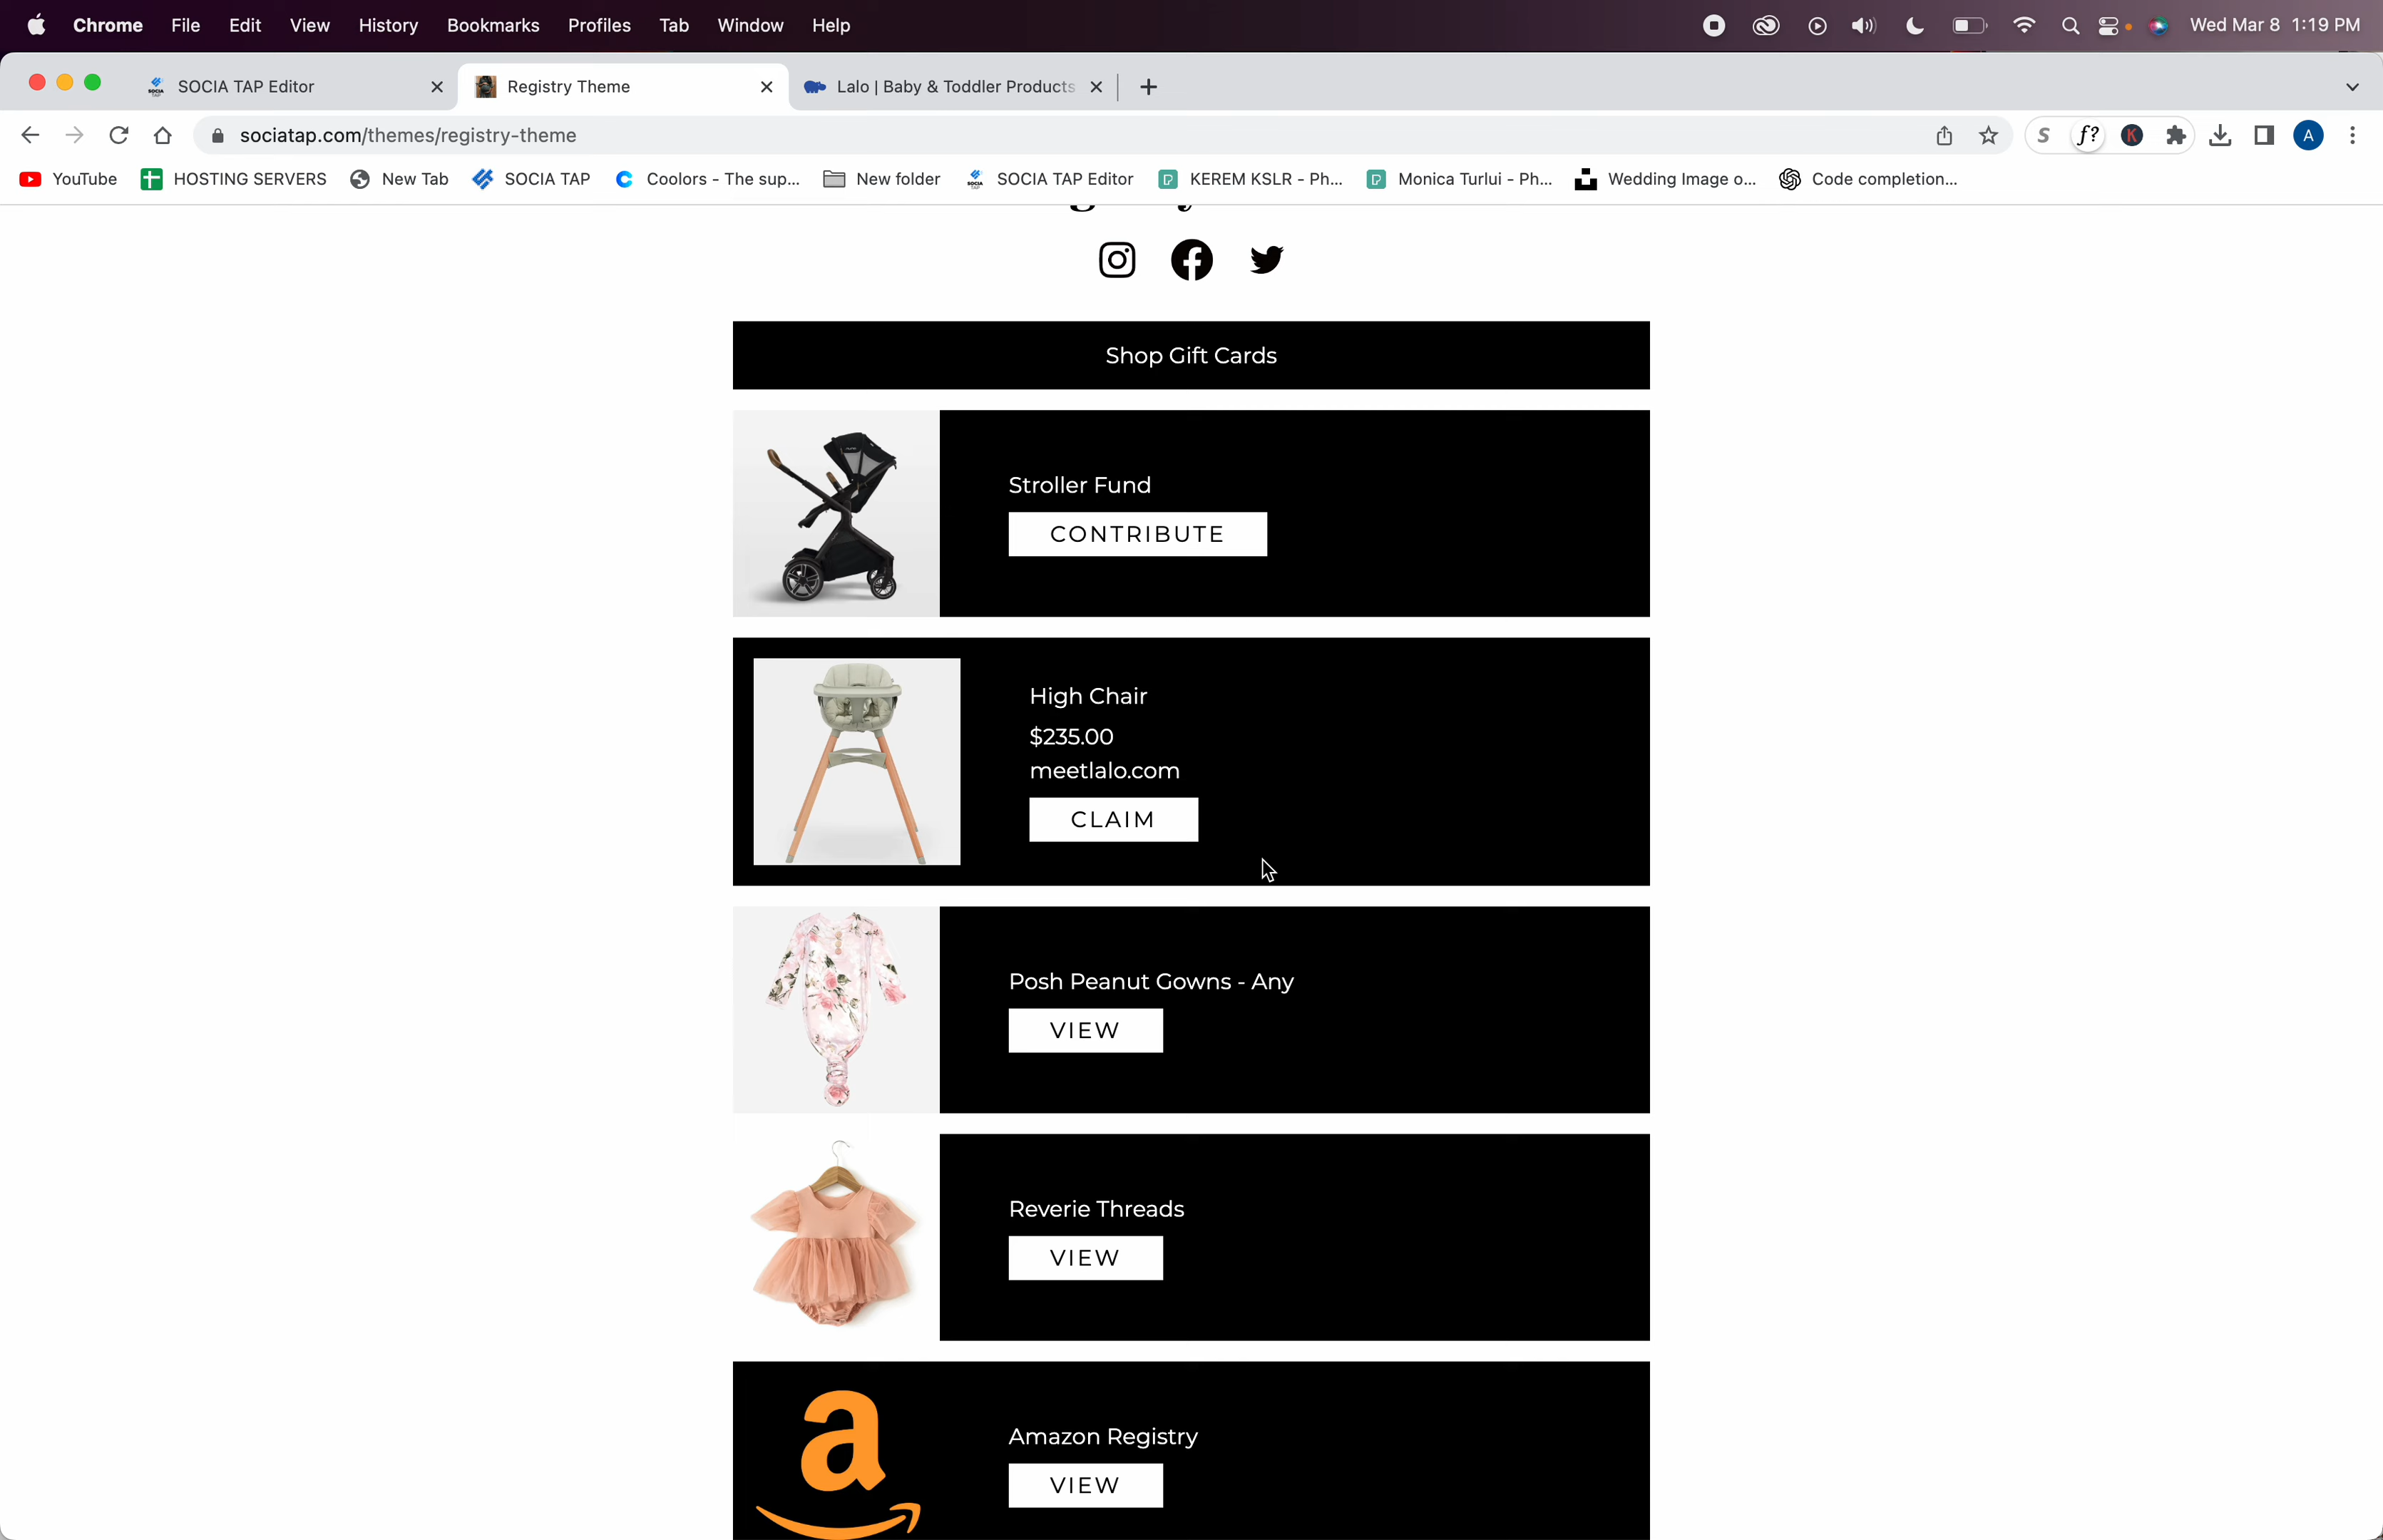 Chrome File Edit View History Bookmarks Profiles Tab Window Help Wed Mar 8 1:19 PM
SOCIA TAP Editor Registry Theme Lalo | Baby & Toddler Products
sociatap.com/themes/registry-theme A
YouTube HOSTING SERVERS New Tab SOCIA TAP Coolors - The sup... New folder SOCIA TAP Editor KEREM KSLR - Ph... Monica Turlui - Ph... Wedding Image o... Code completion...
Shop Gift Cards
Stroller Fund
CONTRIBUTE
High Chair
$235.00
meetlalo.com
CLAIM
Posh Peanut Gowns - Any
VIEW
Reverie Threads
VIEW
Amazon Registry
VIEW